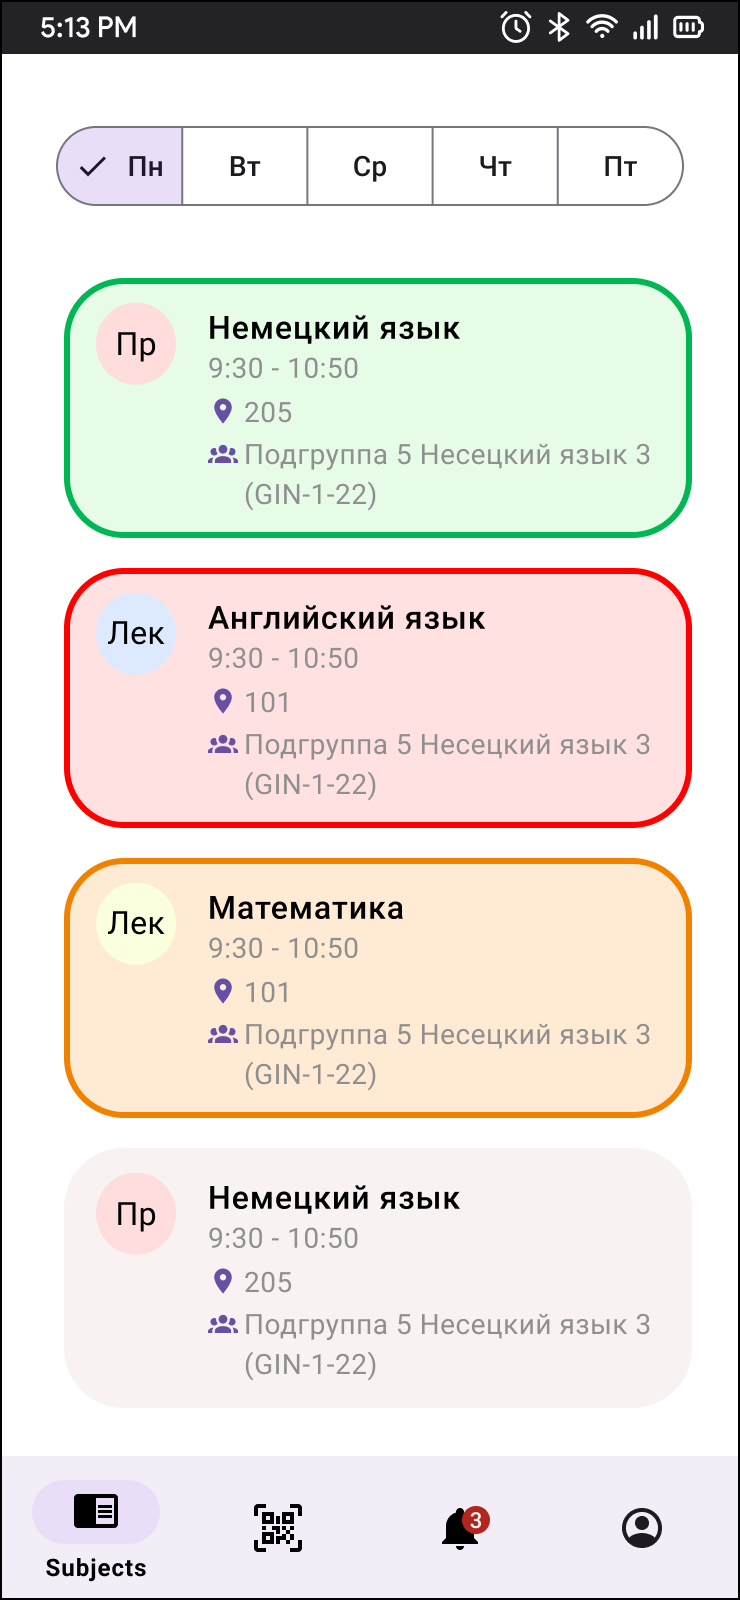 5:13 PM
Пн Вт Ср Чт Пт
Пр
Немецкий язык
9:30 - 10:50
205
Подгруппа 5 Несецкий язык 3
(GIN-1-22)
Лек
Английский язык
9:30 - 10:50
101
Подгруппа 5 Несецкий язык 3
(GIN-1-22)
Лек
Математика
9:30 - 10:50
101
Подгруппа 5 Несецкий язык 3
(GIN-1-22)
Пр
Немецкий язык
9:30 - 10:50
205
Подгруппа 5 Несецкий язык 3
(GIN-1-22)
3
Subjects